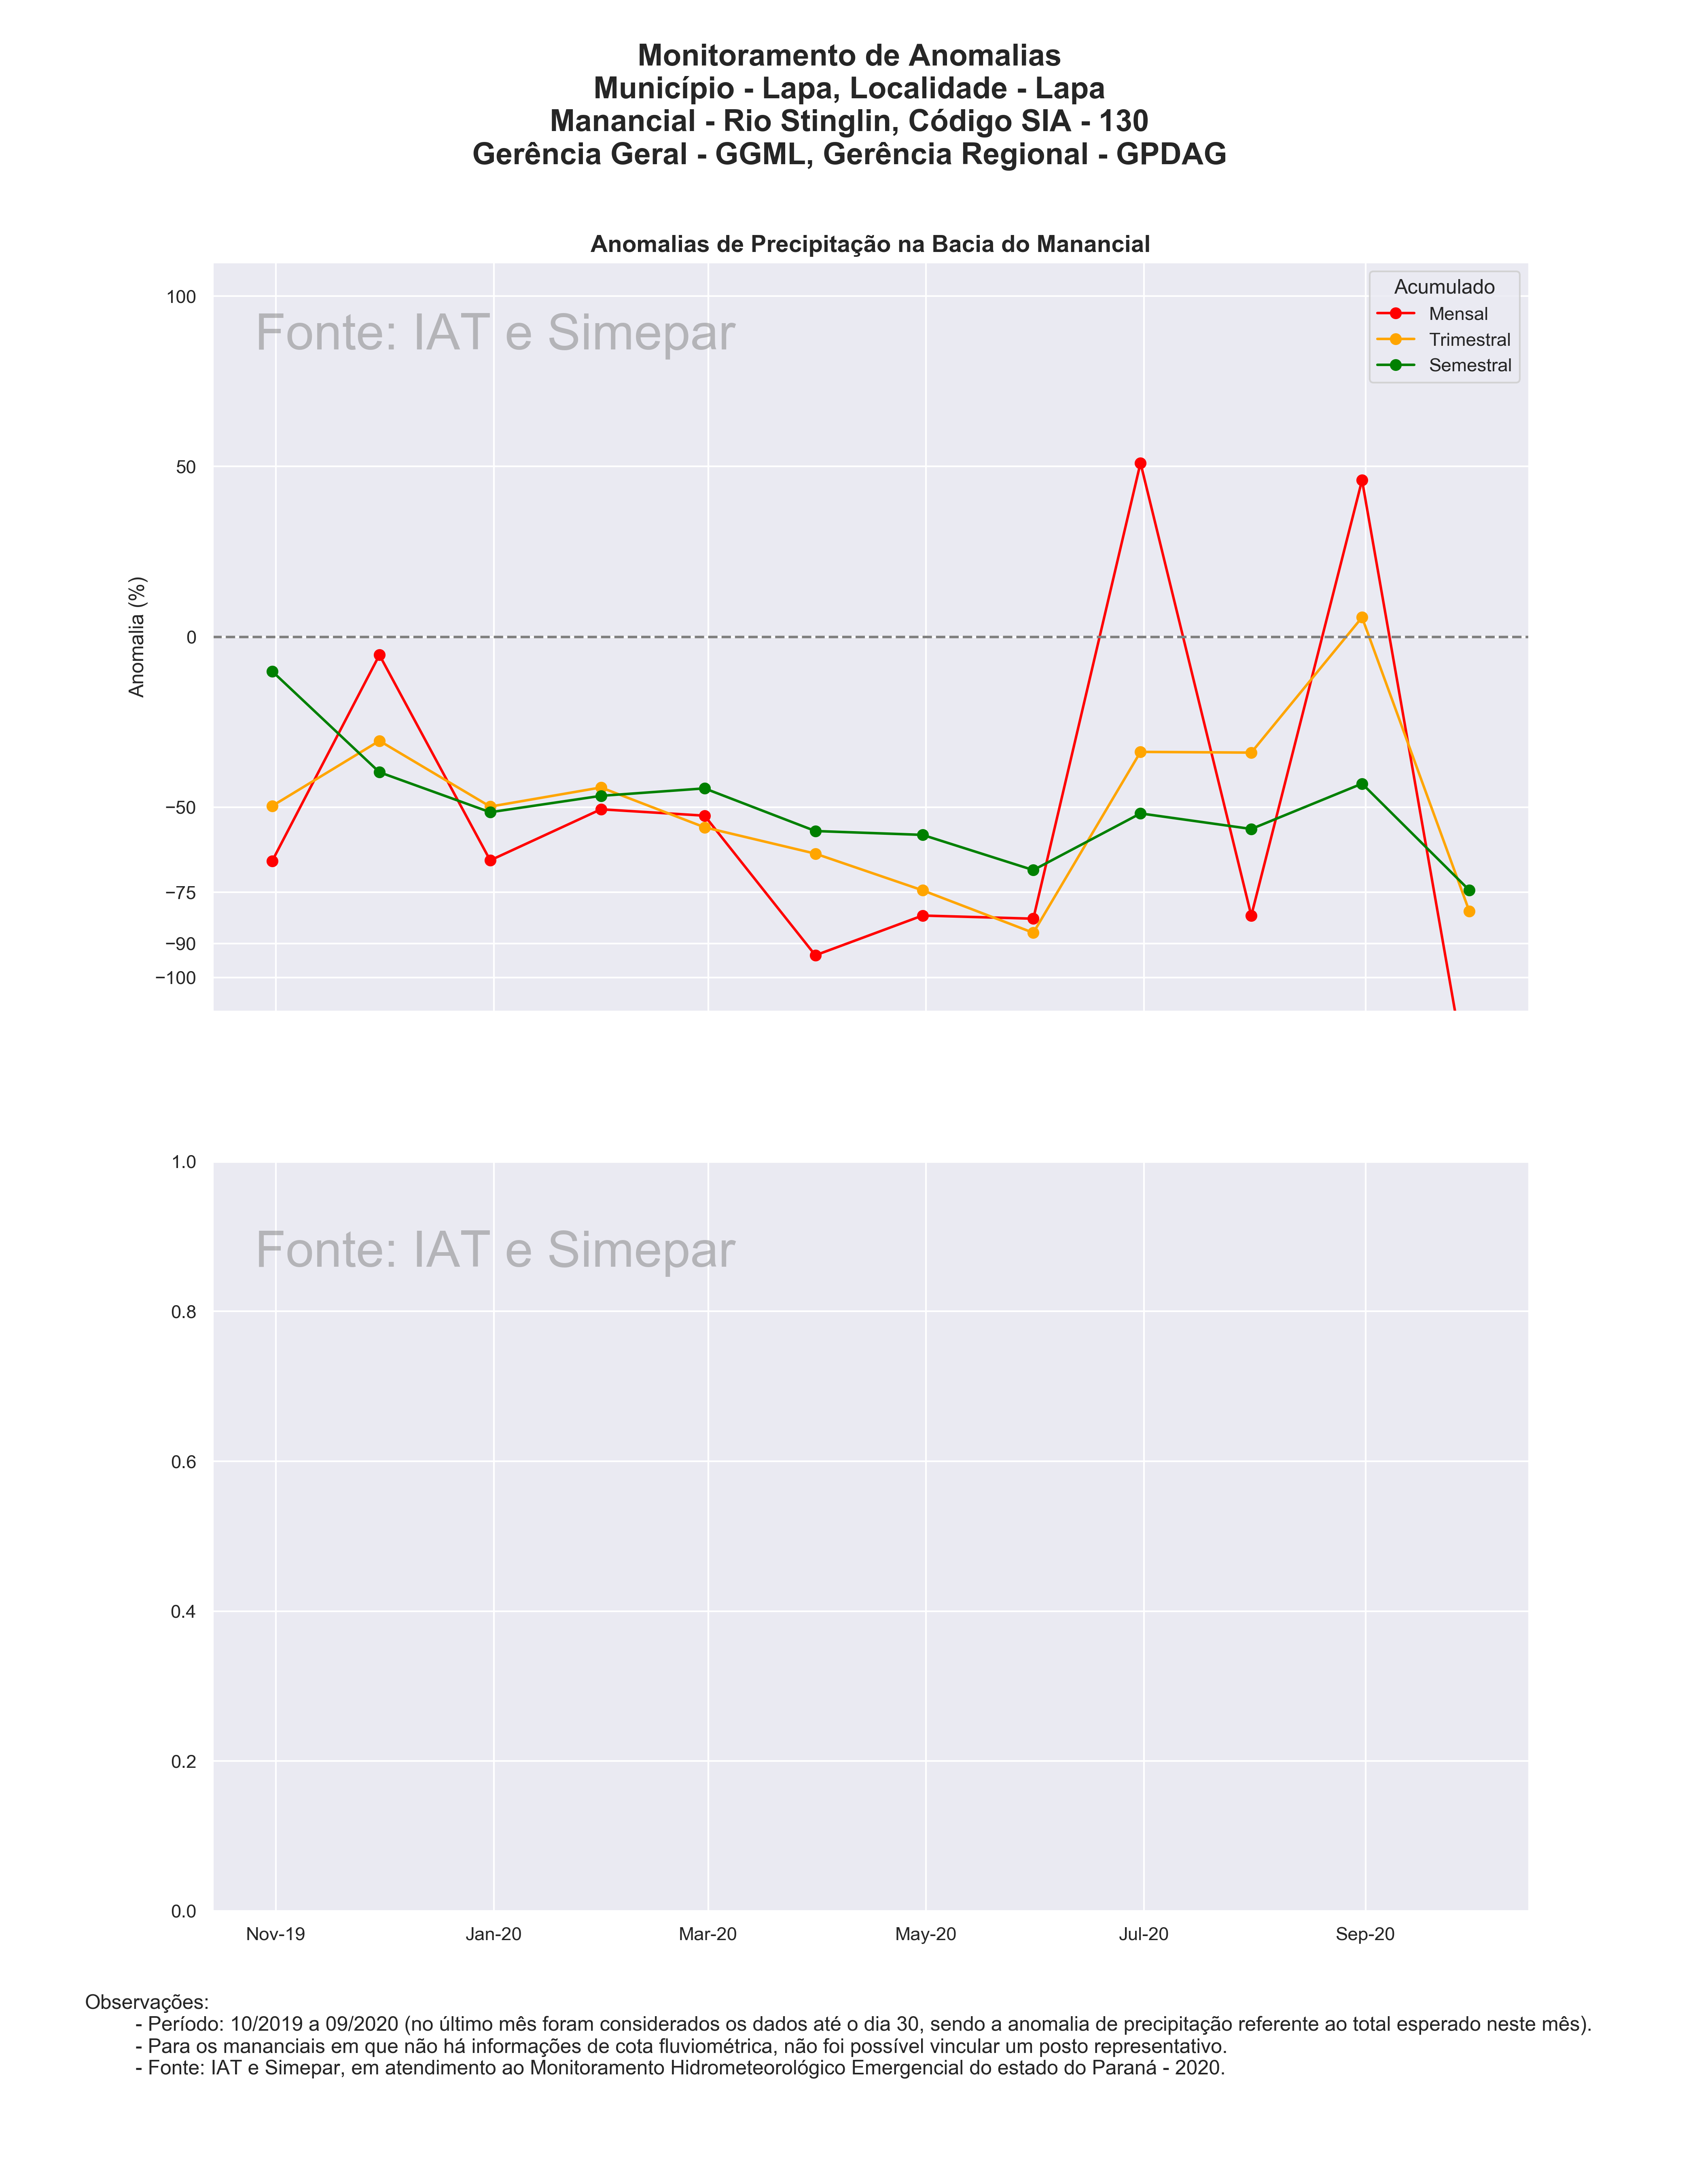 Monitoramento de Anomalias
Município - Lapa, Localidade - Lapa
Manancial - Rio Stinglin, Código SIA - 130
Gerência Geral - GGML, Gerência Regional - GPDAG
Anomalias de Precipitação na Bacia do Manancial
Fonte: IAT e Simepar
Acumulado
Mensal
Trimestral
Semestral
Anomalia (%)
100
50
0
−50
−75
−90
−100
Fonte: IAT e Simepar
1.0
0.8
0.6
0.4
0.2
0.0
Nov-19 Jan-20 Mar-20 May-20 Jul-20 Sep-20
Observações:
- Período: 10/2019 a 09/2020 (no último mês foram considerados os dados até o dia 30, sendo a anomalia de precipitação referente ao total esperado neste mês).
- Para os mananciais em que não há informações de cota fluviométrica, não foi possível vincular um posto representativo.
- Fonte: IAT e Simepar, em atendimento ao Monitoramento Hidrometeorológico Emergencial do estado do Paraná - 2020.